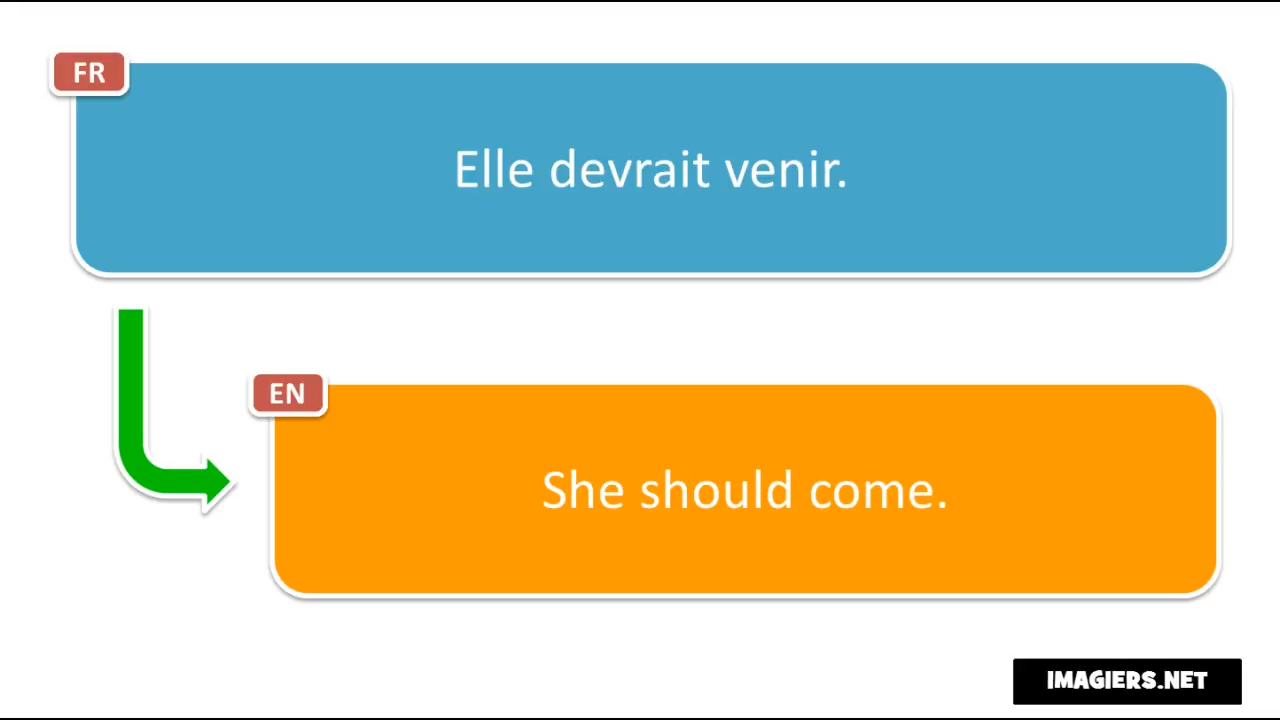 FR
Elle devrait venir.
EN
She should come.
IMAGIERS.NET